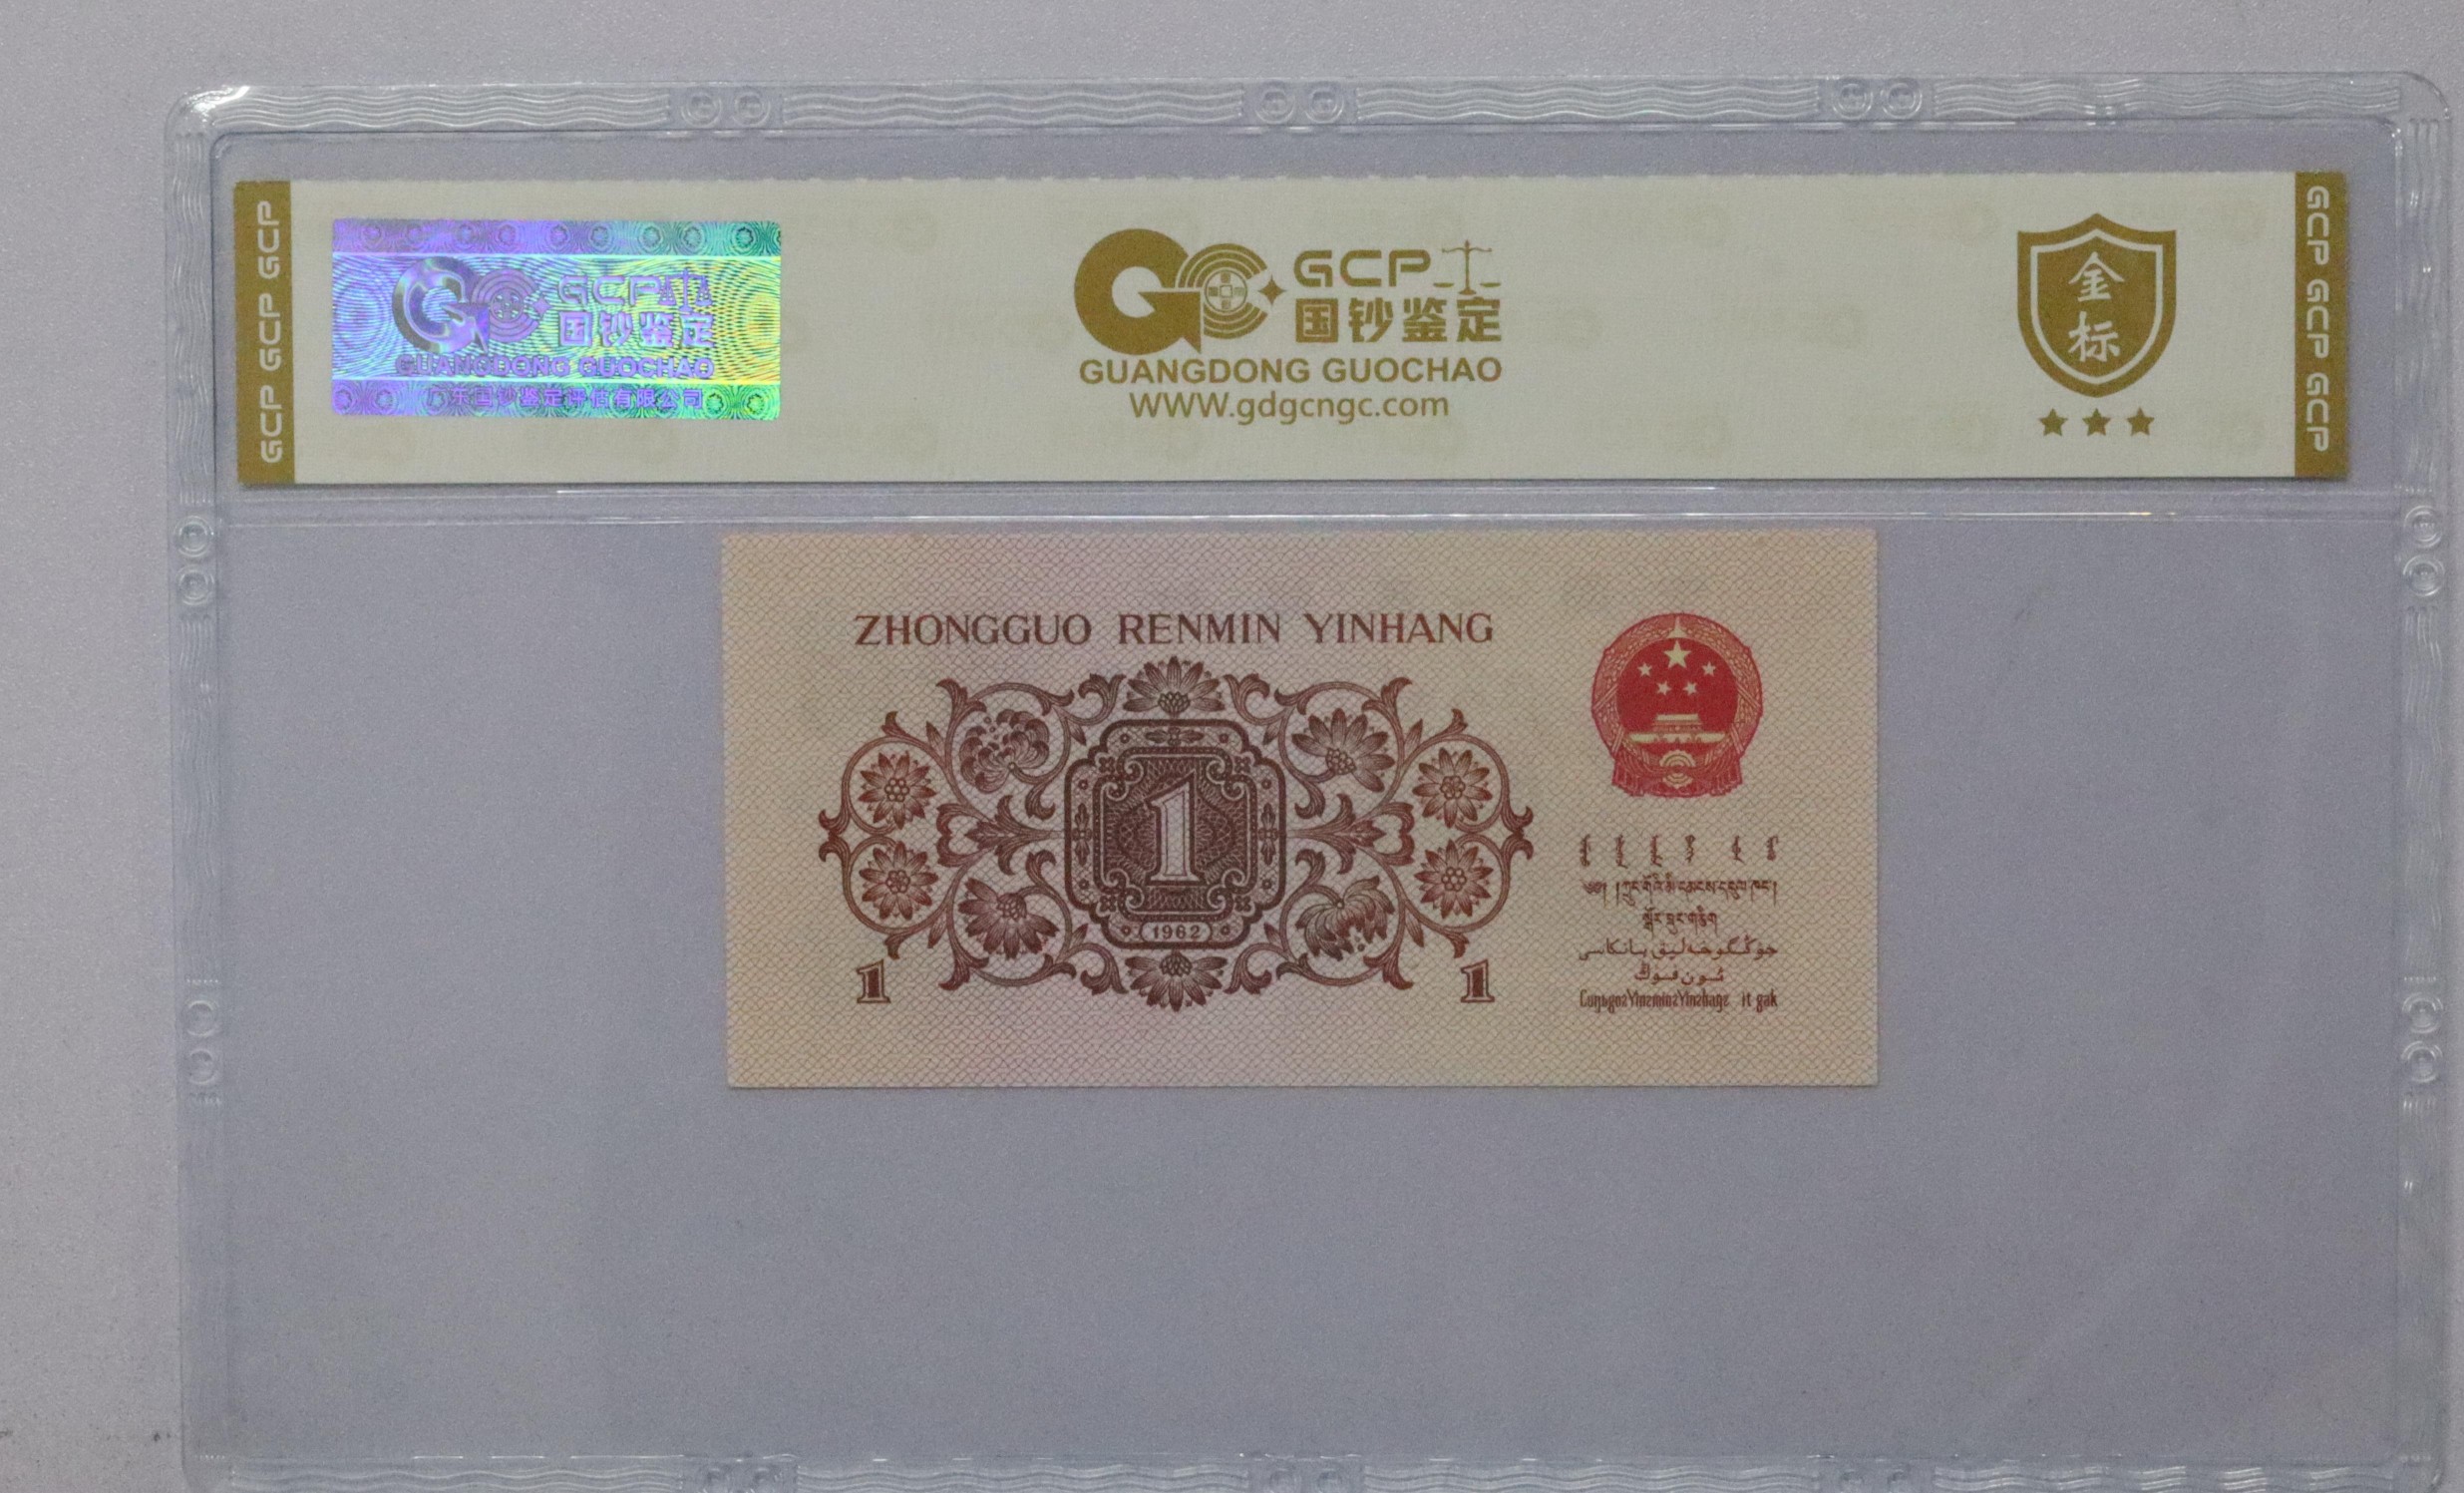 GCP GCP GCP
GCP
国钞鉴定
GUANGDONG GUOCHAO
广东国钞鉴定评估有限公司
GCP
国钞鉴定
GUANGDONG GUOCHAO
WWW.gdgcngc.com
金
标
GCP GCP GCP
ZHONGGUO RENMIN YINHANG
1
1962
1
1